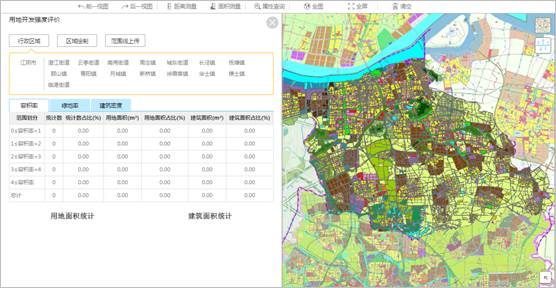 前一视图 后一视图 距离测量 面积测量 属性查询 全图 全屏 清空
用地开发强度评价
行政区域 区域绘制 范围线上传
江阴市 澄江街道 云亭街道 南闸街道 周庄镇 城东街道 长泾镇 祝塘镇
顾山镇 青阳镇 月城镇 新桥镇 徐霞客镇 华士镇 璜土镇
临港街道
容积率 绿地率 建筑密度
范围划分 统计数 统计数占比(%) 用地面积(m²) 用地面积占比(%) 建筑面积(m²) 建筑面积占比(%)
0≤容积率<1 0 0.00 0.00 0.00 0.00 0.00
1≤容积率<2 0 0.00 0.00 0.00 0.00 0.00
2≤容积率<3 0 0.00 0.00 0.00 0.00 0.00
3≤容积率<4 0 0.00 0.00 0.00 0.00 0.00
4≤容积率 0 0.00 0.00 0.00 0.00 0.00
总计 0 0.00 0.00 0.00 0.00 0.00
用地面积统计 建筑面积统计